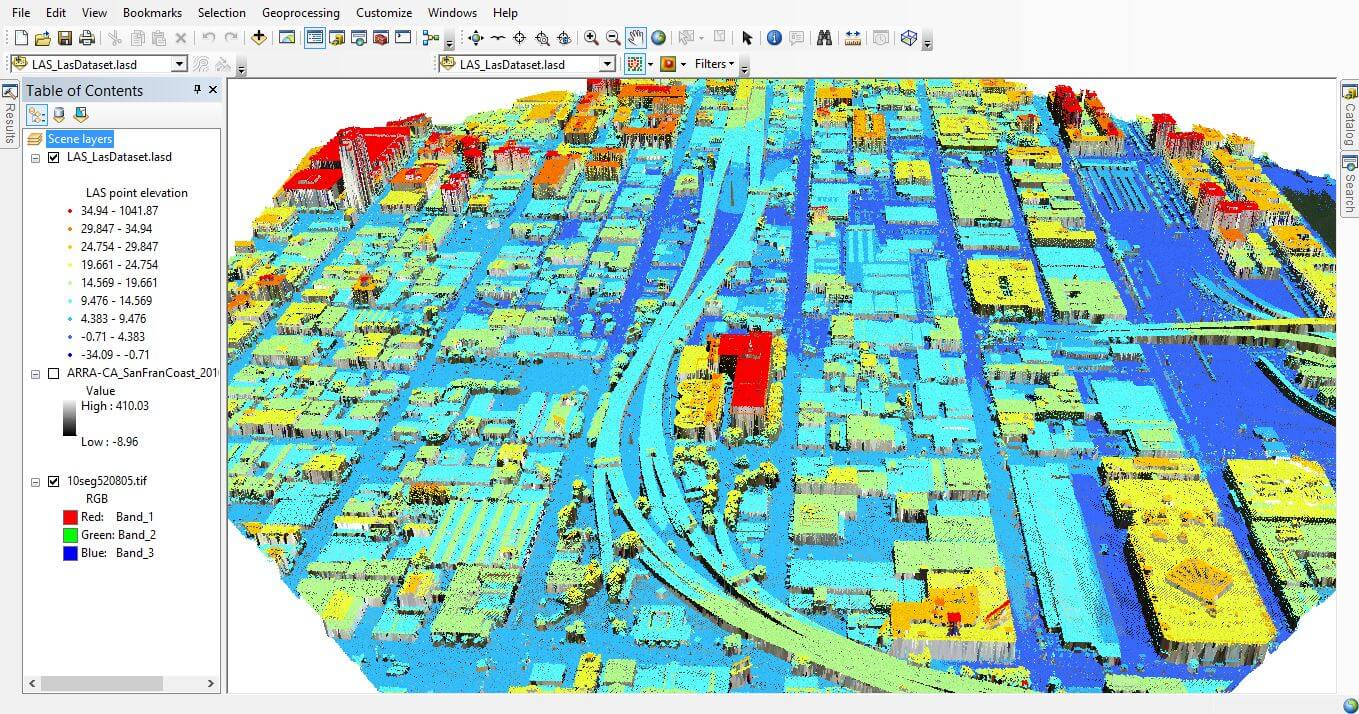 File Edit View Bookmarks Selection Geoprocessing Customize Windows Help
LAS_LasDataset.lasd LAS_LasDataset.lasd Filters
Table of Contents
Results
Catalog
Search
Scene layers
LAS_LasDataset.lasd
LAS point elevation
34.94 - 1041.87
29.847 - 34.94
24.754 - 29.847
19.661 - 24.754
14.569 - 19.661
9.476 - 14.569
4.383 - 9.476
-0.71 - 4.383
-34.09 - -0.71
ARRA-CA_SanFranCoast_201
Value
High : 410.03
Low : -8.96
10seg520805.tif
RGB
Red: Band_1
Green: Band_2
Blue: Band_3